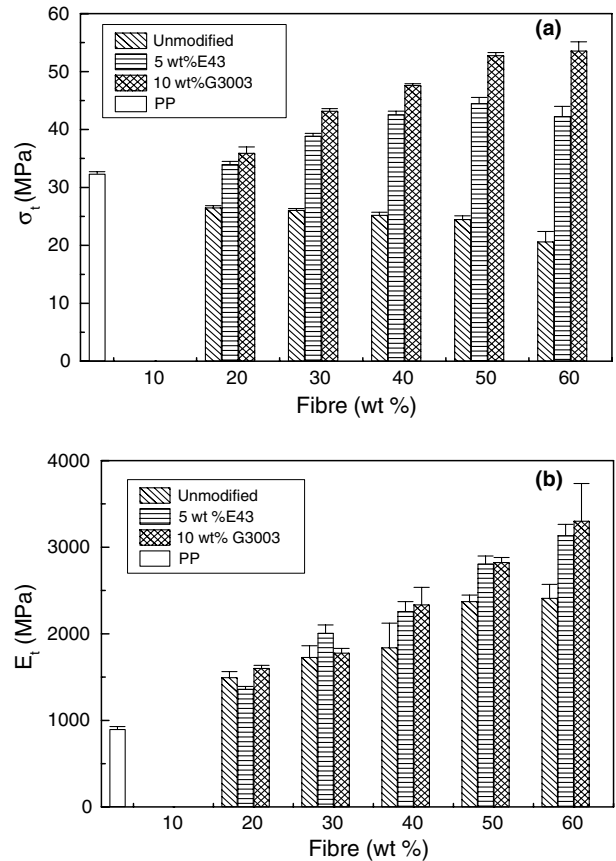 60
(a)
Unmodified
5 wt%E43
10 wt%G3003
PP
50
40
30
20
10
0
σt (MPa)
10 20 30 40 50 60
Fibre (wt %)
4000
(b)
Unmodified
5 wt %E43
10 wt% G3003
PP
3000
2000
1000
0
Et (MPa)
10 20 30 40 50 60
Fibre (wt %)